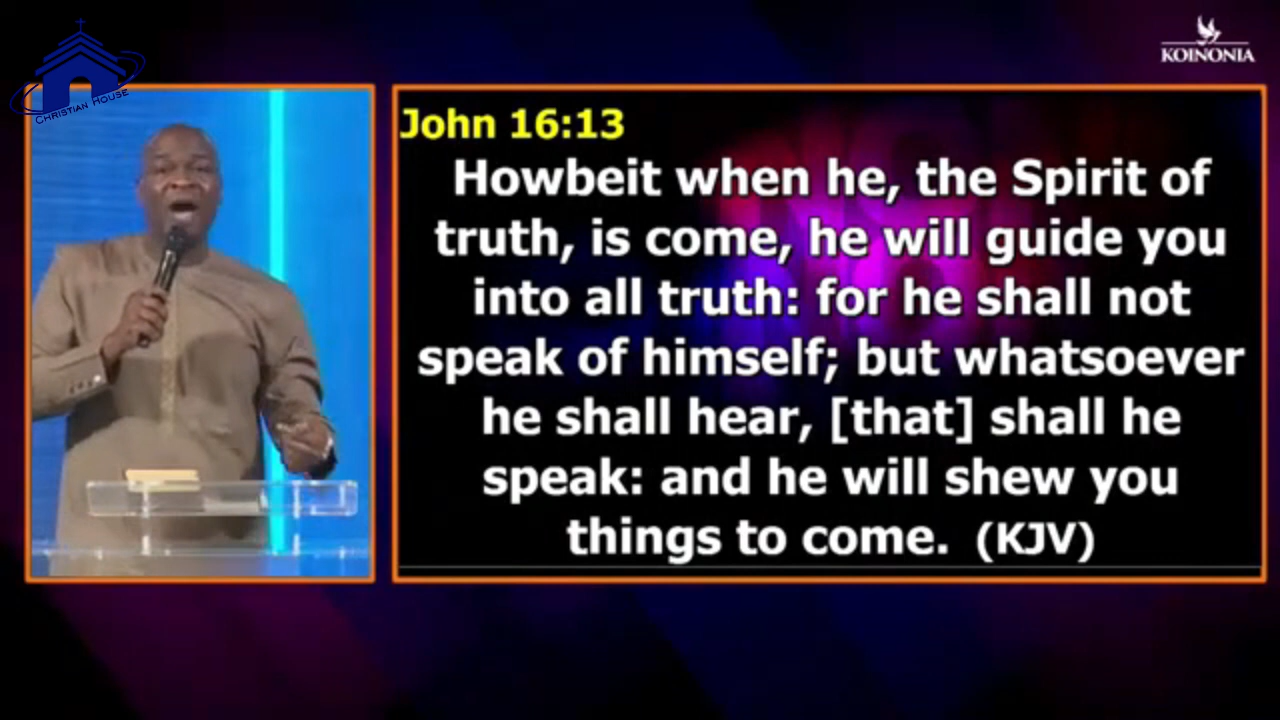 CHRISTIAN HOUSE
KOINONIA
John 16:13
Howbeit when he, the Spirit of
truth, is come, he will guide you
into all truth: for he shall not
speak of himself; but whatsoever
he shall hear, [that] shall he
speak: and he will shew you
things to come. (KJV)